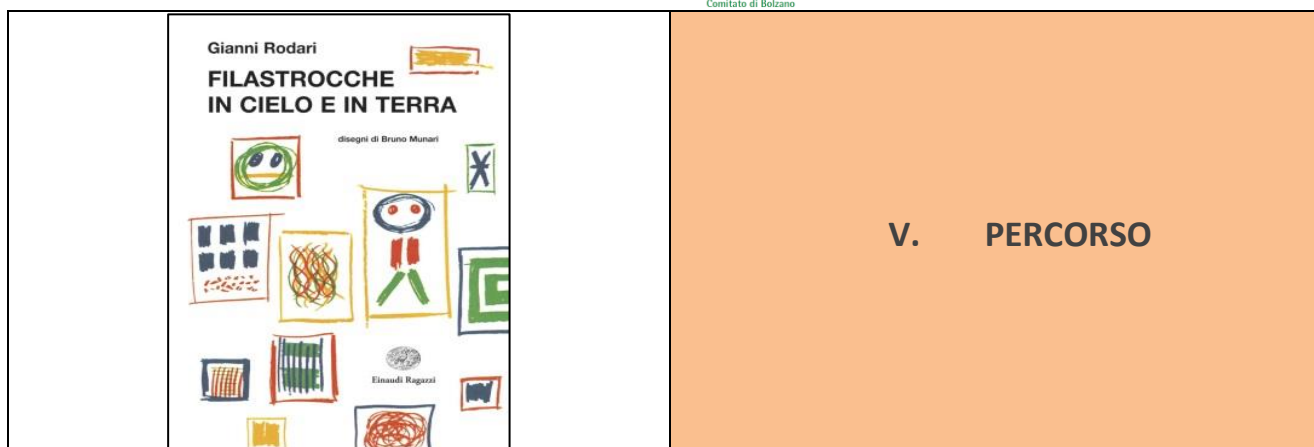 Comitato di Bolzano
Gianni Rodari
FILASTROCCHE
IN CIELO E IN TERRA
disegni di Bruno Munari
Einaudi Ragazzi
V. PERCORSO